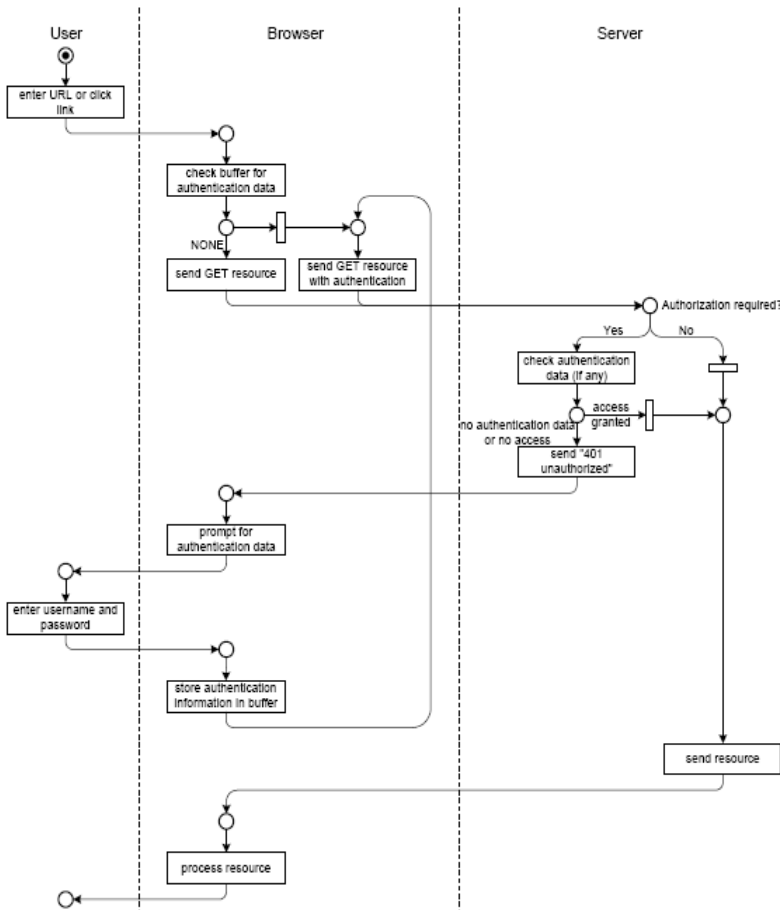 User
Browser
Server
enter URL or click
link
check buffer for
authentication data
NONE
send GET resource
send GET resource
with authentication
Authorization required?
Yes
No
check authentication
data (if any)
access
granted
no authentication data
or no access
send "401
unauthorized"
prompt for
authentication data
enter username and
password
store authentication
information in buffer
send resource
process resource